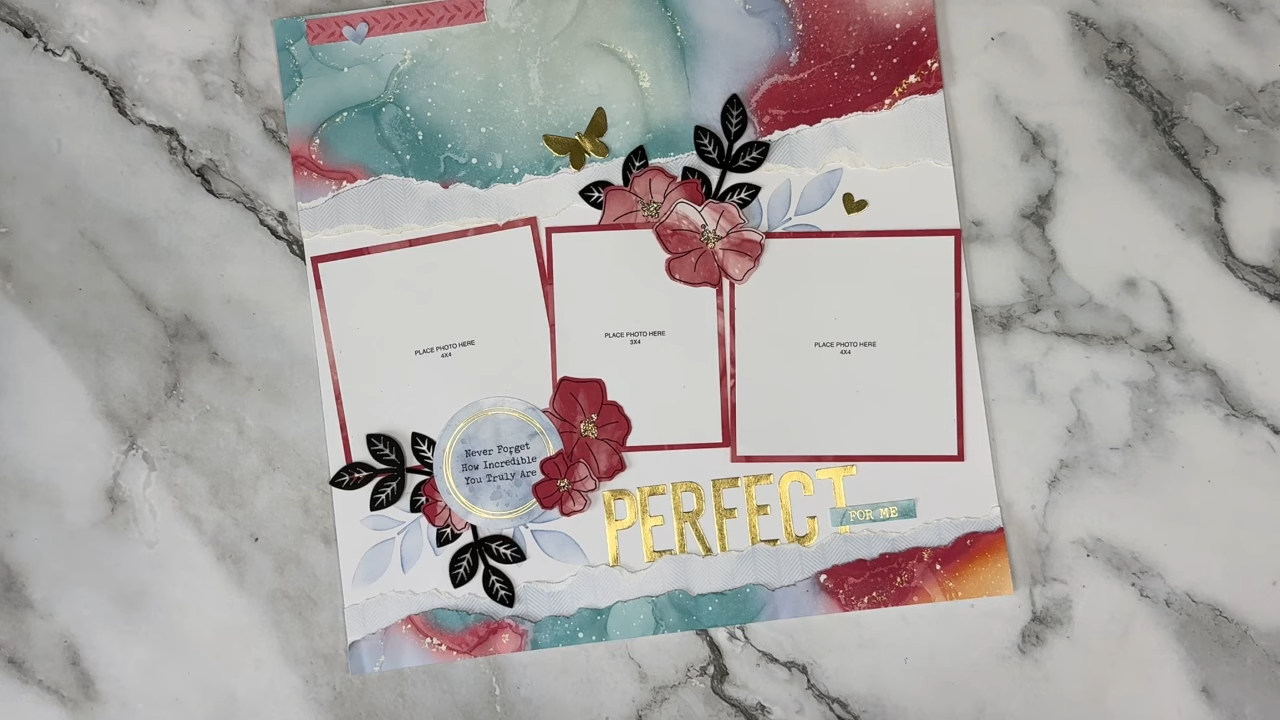 PLACE PHOTO HERE
4X4
PLACE PHOTO HERE
3X4
PLACE PHOTO HERE
4X4
Never Forget
How Incredible
You Truly Are
PERFECT
FOR ME